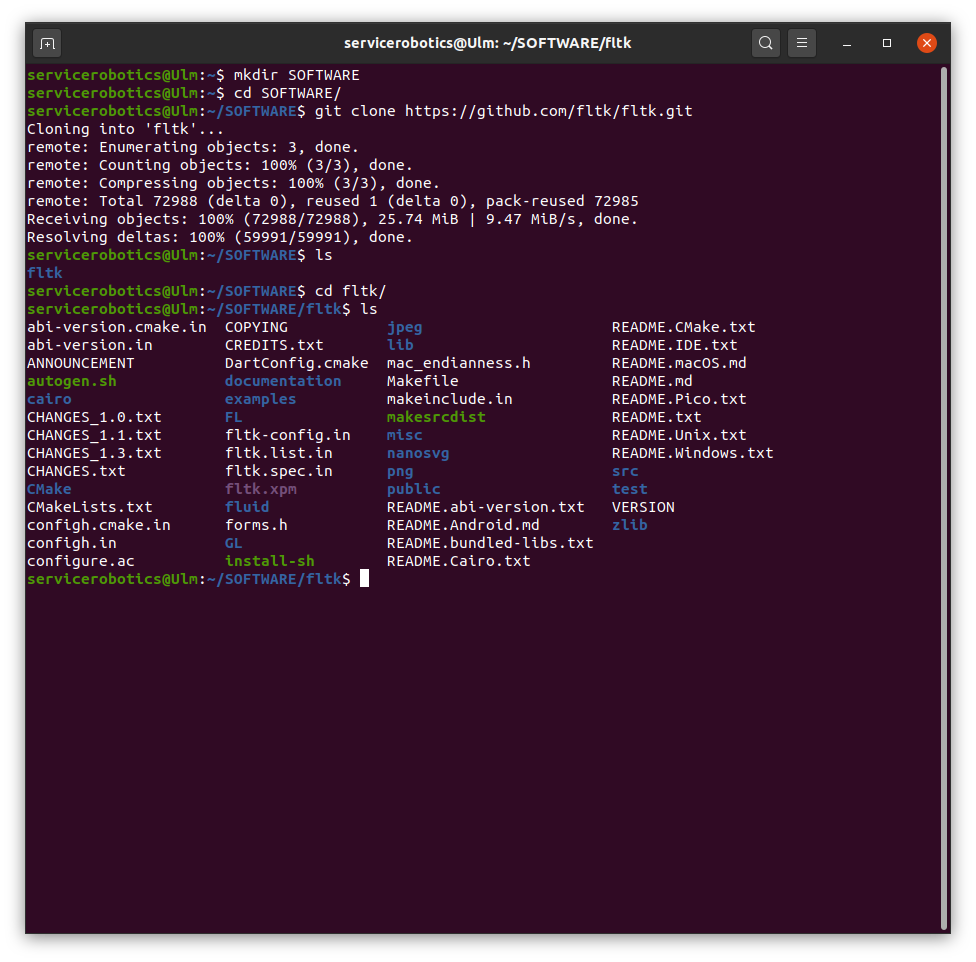 servicerobotics@Ulm: ~/SOFTWARE/fltk
servicerobotics@Ulm:~$ mkdir SOFTWARE
servicerobotics@Ulm:~$ cd SOFTWARE/
servicerobotics@Ulm:~/SOFTWARE$ git clone https://github.com/fltk/fltk.git
Cloning into 'fltk'...
remote: Enumerating objects: 3, done.
remote: Counting objects: 100% (3/3), done.
remote: Compressing objects: 100% (3/3), done.
remote: Total 72988 (delta 0), reused 1 (delta 0), pack-reused 72985
Receiving objects: 100% (72988/72988), 25.74 MiB | 9.47 MiB/s, done.
Resolving deltas: 100% (59991/59991), done.
servicerobotics@Ulm:~/SOFTWARE$ ls
fltk
servicerobotics@Ulm:~/SOFTWARE$ cd fltk/
servicerobotics@Ulm:~/SOFTWARE/fltk$ ls
abi-version.cmake.in  COPYING           jpeg                     README.CMake.txt
abi-version.in        CREDITS.txt       lib                      README.IDE.txt
ANNOUNCEMENT          DartConfig.cmake  mac_endianness.h         README.macOS.md
autogen.sh            documentation     Makefile                 README.md
cairo                 examples          makeinclude.in           README.Pico.txt
CHANGES_1.0.txt       FL                makesrcdist              README.txt
CHANGES_1.1.txt       fltk-config.in    misc                     README.Unix.txt
CHANGES_1.3.txt       fltk.list.in      nanosvg                  README.Windows.txt
CHANGES.txt           fltk.spec.in      png                      src
CMake                 fltk.xpm          public                   test
CMakeLists.txt        fluid             README.abi-version.txt   VERSION
configh.cmake.in      forms.h           README.Android.md        zlib
configh.in            GL                README.bundled-libs.txt
configure.ac          install-sh        README.Cairo.txt
servicerobotics@Ulm:~/SOFTWARE/fltk$